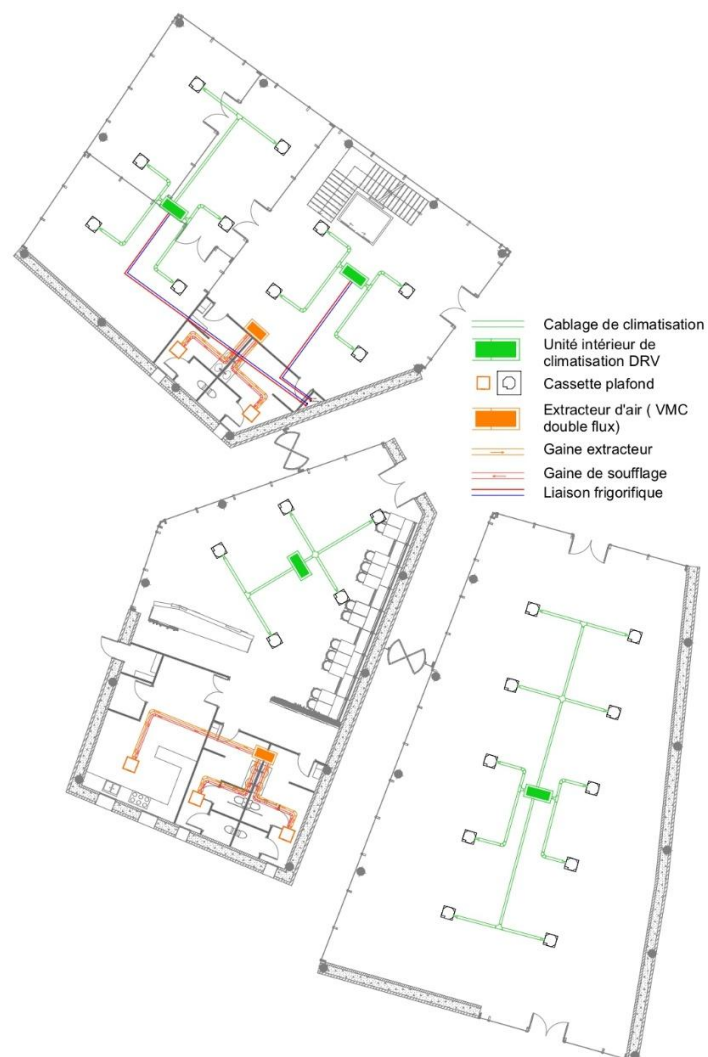 Cablage de climatisation
Unité intérieur de
climatisation DRV
Cassette plafond
Extracteur d'air ( VMC
double flux)
Gaine extracteur
Gaine de soufflage
Liaison frigorifique